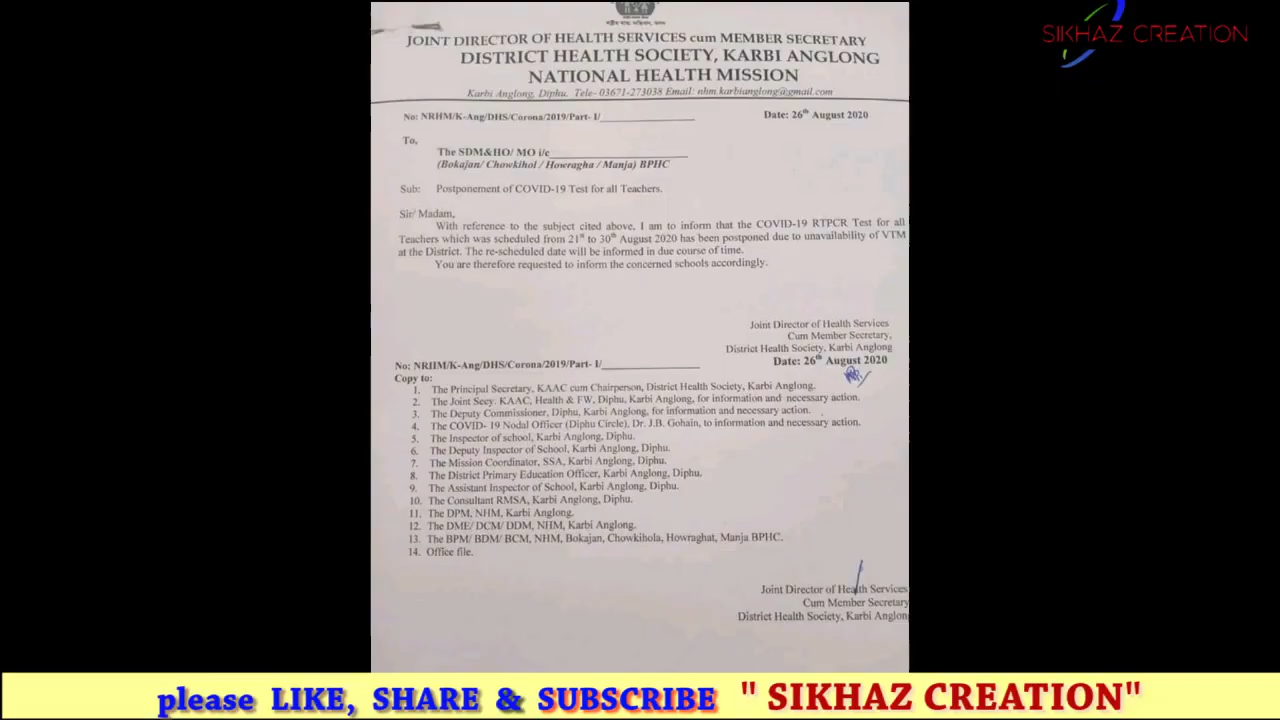 SIKHAZ CREATION
JOINT DIRECTOR OF HEALTH SERVICES cum MEMBER SECRETARY
DISTRICT HEALTH SOCIETY, KARBI ANGLONG
NATIONAL HEALTH MISSION
Karbi Anglong, Diphu, Tele- 03671-273038 Email: nhm.karbianglong@gmail.com
No: NRHM/K-Ang/DHS/Corona/2019/Part- I/ Date: 26th August 2020
To,
The SDM&HO/ MO i/c
(Bokajan/ Chowkihol / Howragha / Manja) BPHC
Sub: Postponement of COVID-19 Test for all Teachers.
Sir/ Madam,
With reference to the subject cited above, I am to inform that the COVID-19 RTPCR Test for all
Teachers which was scheduled from 21st to 30th August 2020 has been postponed due to unavailability of VTM
at the District. The re-scheduled date will be informed in due course of time.
You are therefore requested to inform the concerned schools accordingly.
Joint Director of Health Services
Cum Member Secretary,
District Health Society, Karbi Anglong
No: NRHM/K-Ang/DHS/Corona/2019/Part- I/ Date: 26th August 2020
Copy to:
1. The Principal Secretary, KAAC cum Chairperson, District Health Society, Karbi Anglong.
2. The Joint Secy. KAAC, Health & FW, Diphu, Karbi Anglong, for information and necessary action.
3. The Deputy Commissioner, Diphu, Karbi Anglong, for information and necessary action.
4. The COVID- 19 Nodal Officer (Diphu Circle), Dr. J.B. Gohain, to information and necessary action.
5. The Inspector of school, Karbi Anglong, Diphu.
6. The Deputy Inspector of School, Karbi Anglong, Diphu.
7. The Mission Coordinator, SSA, Karbi Anglong, Diphu.
8. The District Primary Education Officer, Karbi Anglong, Diphu.
9. The Assistant Inspector of School, Karbi Anglong, Diphu.
10. The Consultant RMSA, Karbi Anglong, Diphu.
11. The DPM, NHM, Karbi Anglong.
12. The DME/ DCM/ DDM, NHM, Karbi Anglong.
13. The BPM/ BDM/ BCM, NHM, Bokajan, Chowkihola, Howraghat, Manja BPHC.
14. Office file.
Joint Director of Health Services
Cum Member Secretary
District Health Society, Karbi Anglon
please LIKE, SHARE & SUBSCRIBE " SIKHAZ CREATION"